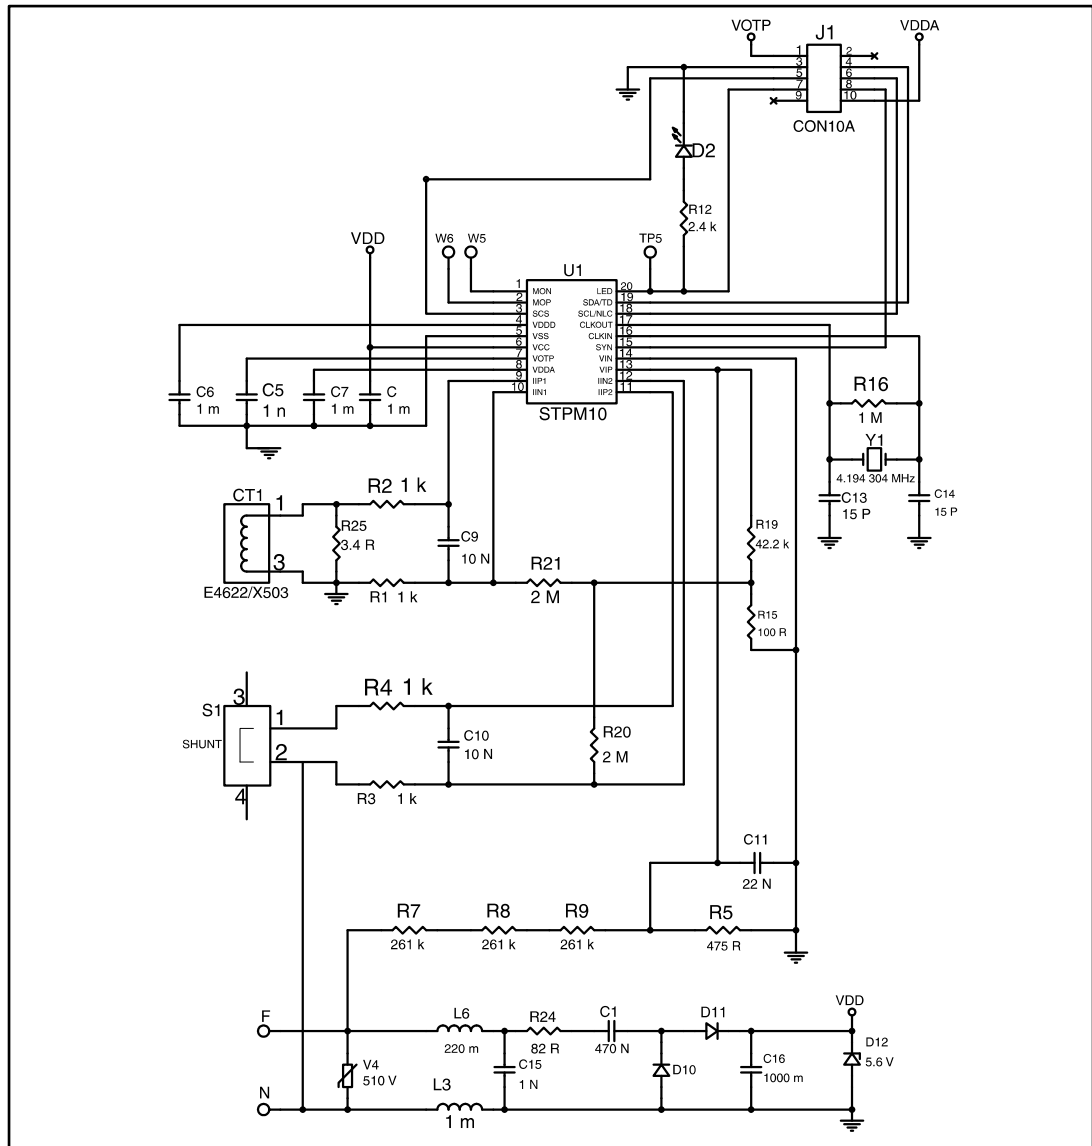 VOTP
J1
VDDA
1
2
3
4
5
6
7
8
9
10
CON10A
D2
R12
2.4 k
VDD
W6
W5
TP5
U1
1
MON
LED
20
2
MOP
SDA/TD
19
3
SCS
SCL/NLC
18
4
VDDD
CLKOUT
17
5
VSS
CLKIN
16
6
VCC
SYN
15
7
VOTP
VIN
14
8
VDDA
VIP
13
9
IIP1
IIN2
12
10
IIN1
IIP2
11
STPM10
C6
1 m
C5
1 n
C7
1 m
C
1 m
R16
1 M
Y1
4.194 304 MHz
C13
15 P
C14
15 P
CT1
1
3
E4622/X503
R2 1 k
R25
3.4 R
C9
10 N
R1 1 k
R21
2 M
R19
42.2 k
R15
100 R
S1
SHUNT
3
1
2
4
R4 1 k
C10
10 N
R3 1 k
R20
2 M
C11
22 N
R7
261 k
R8
261 k
R9
261 k
R5
475 R
F
N
V4
510 V
L6
220 m
L3
1 m
R24
82 R
C15
1 N
C1
470 N
D11
D10
C16
1000 m
VDD
D12
5.6 V